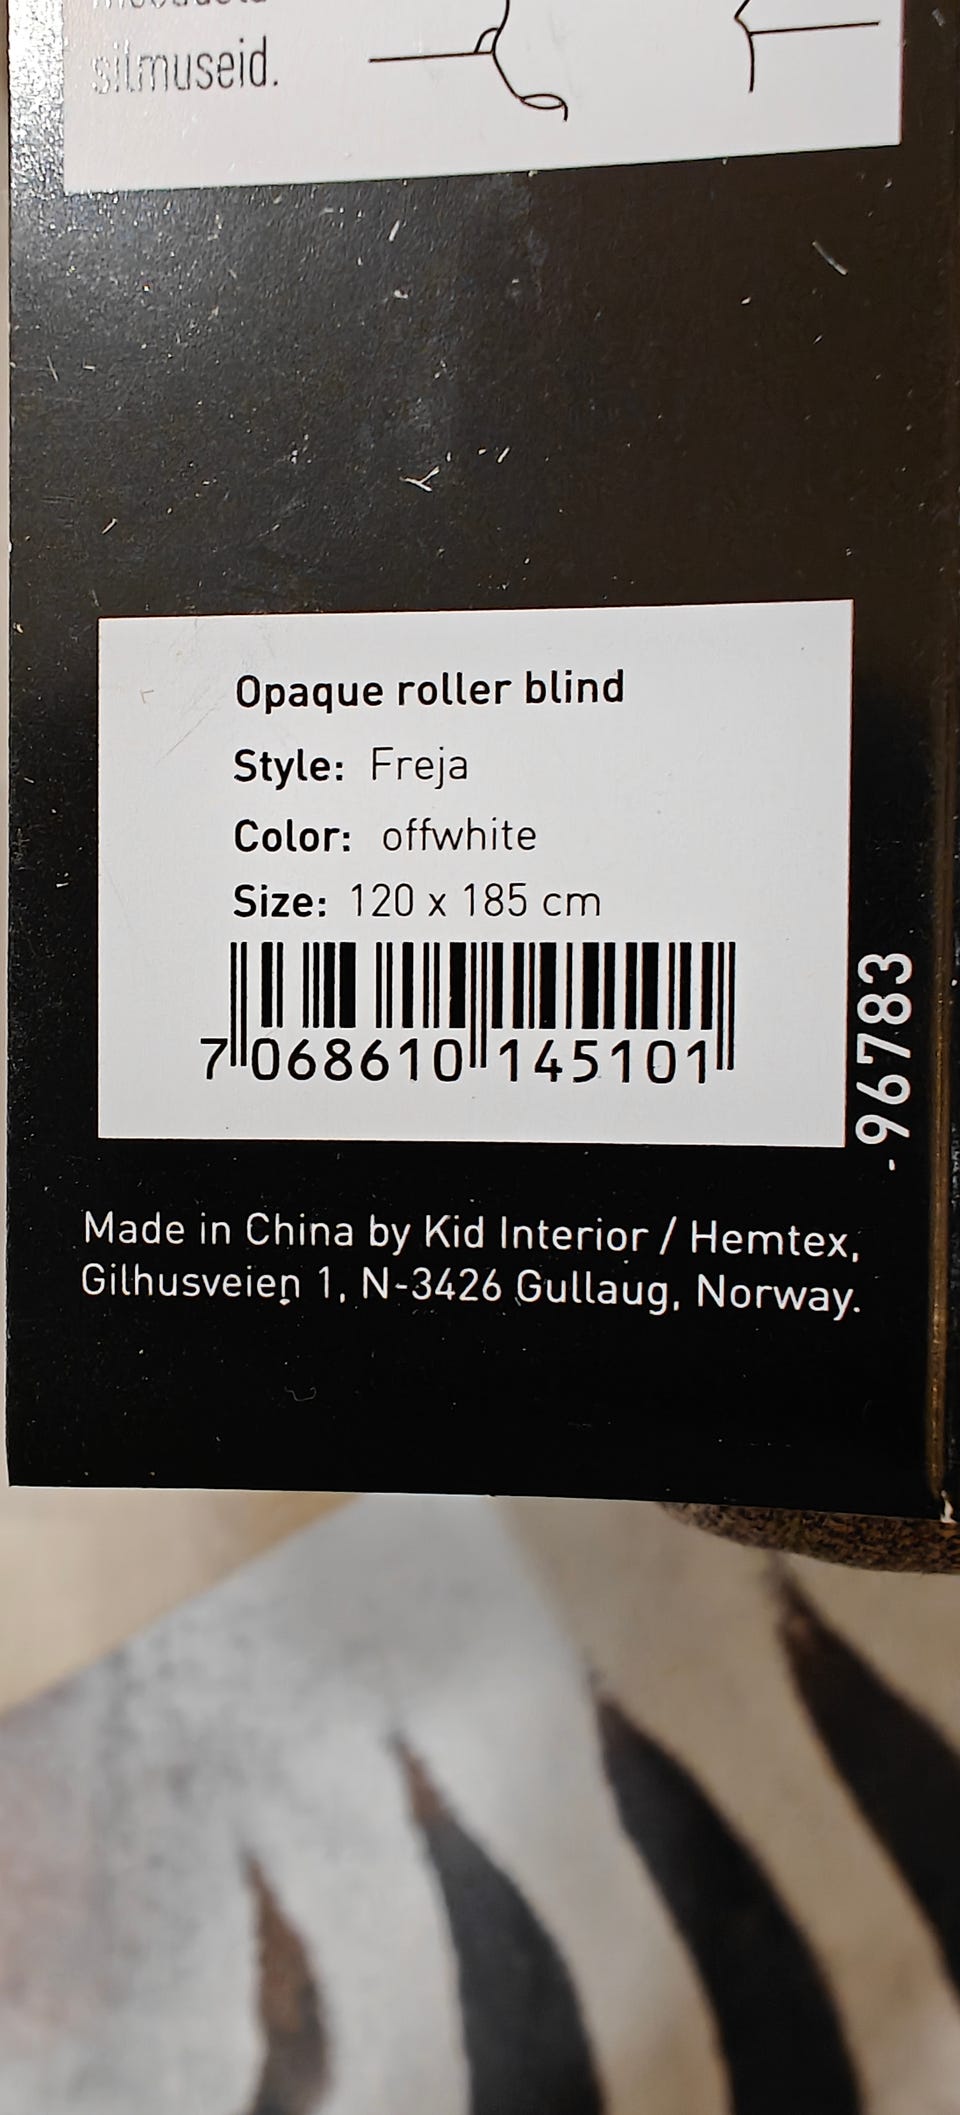 silmuseid.
Opaque roller blind
Style: Freja
Color: offwhite
Size: 120 x 185 cm
7 068610 145101
- 96783
Made in China by Kid Interior / Hemtex,
Gilhusveien 1, N-3426 Gullaug, Norway.